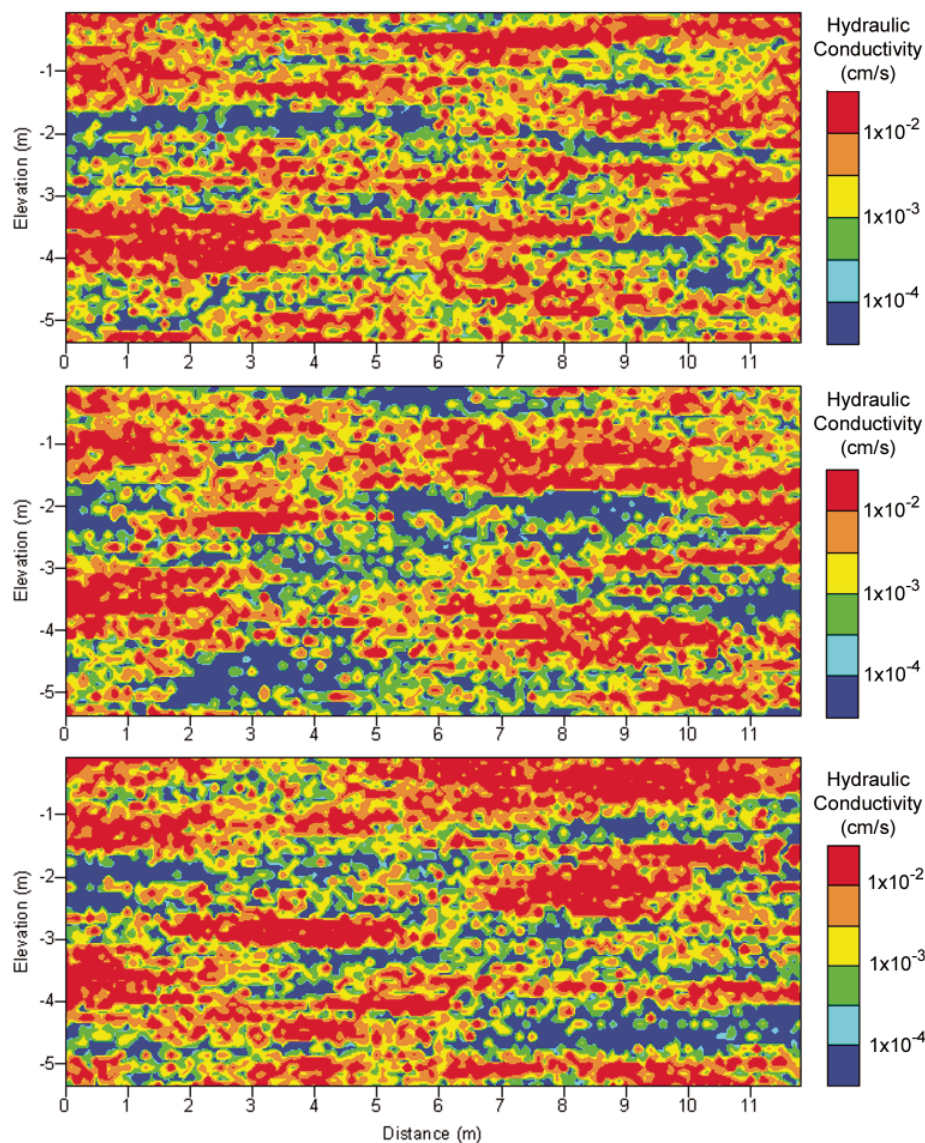 Hydraulic
Conductivity
(cm/s)
1x10-2
1x10-3
1x10-4
Elevation (m)
-1
-2
-3
-4
-5
0 1 2 3 4 5 6 7 8 9 10 11
Hydraulic
Conductivity
(cm/s)
1x10-2
1x10-3
1x10-4
Elevation (m)
-1
-2
-3
-4
-5
0 1 2 3 4 5 6 7 8 9 10 11
Hydraulic
Conductivity
(cm/s)
1x10-2
1x10-3
1x10-4
Elevation (m)
-1
-2
-3
-4
-5
0 1 2 3 4 5 6 7 8 9 10 11
Distance (m)